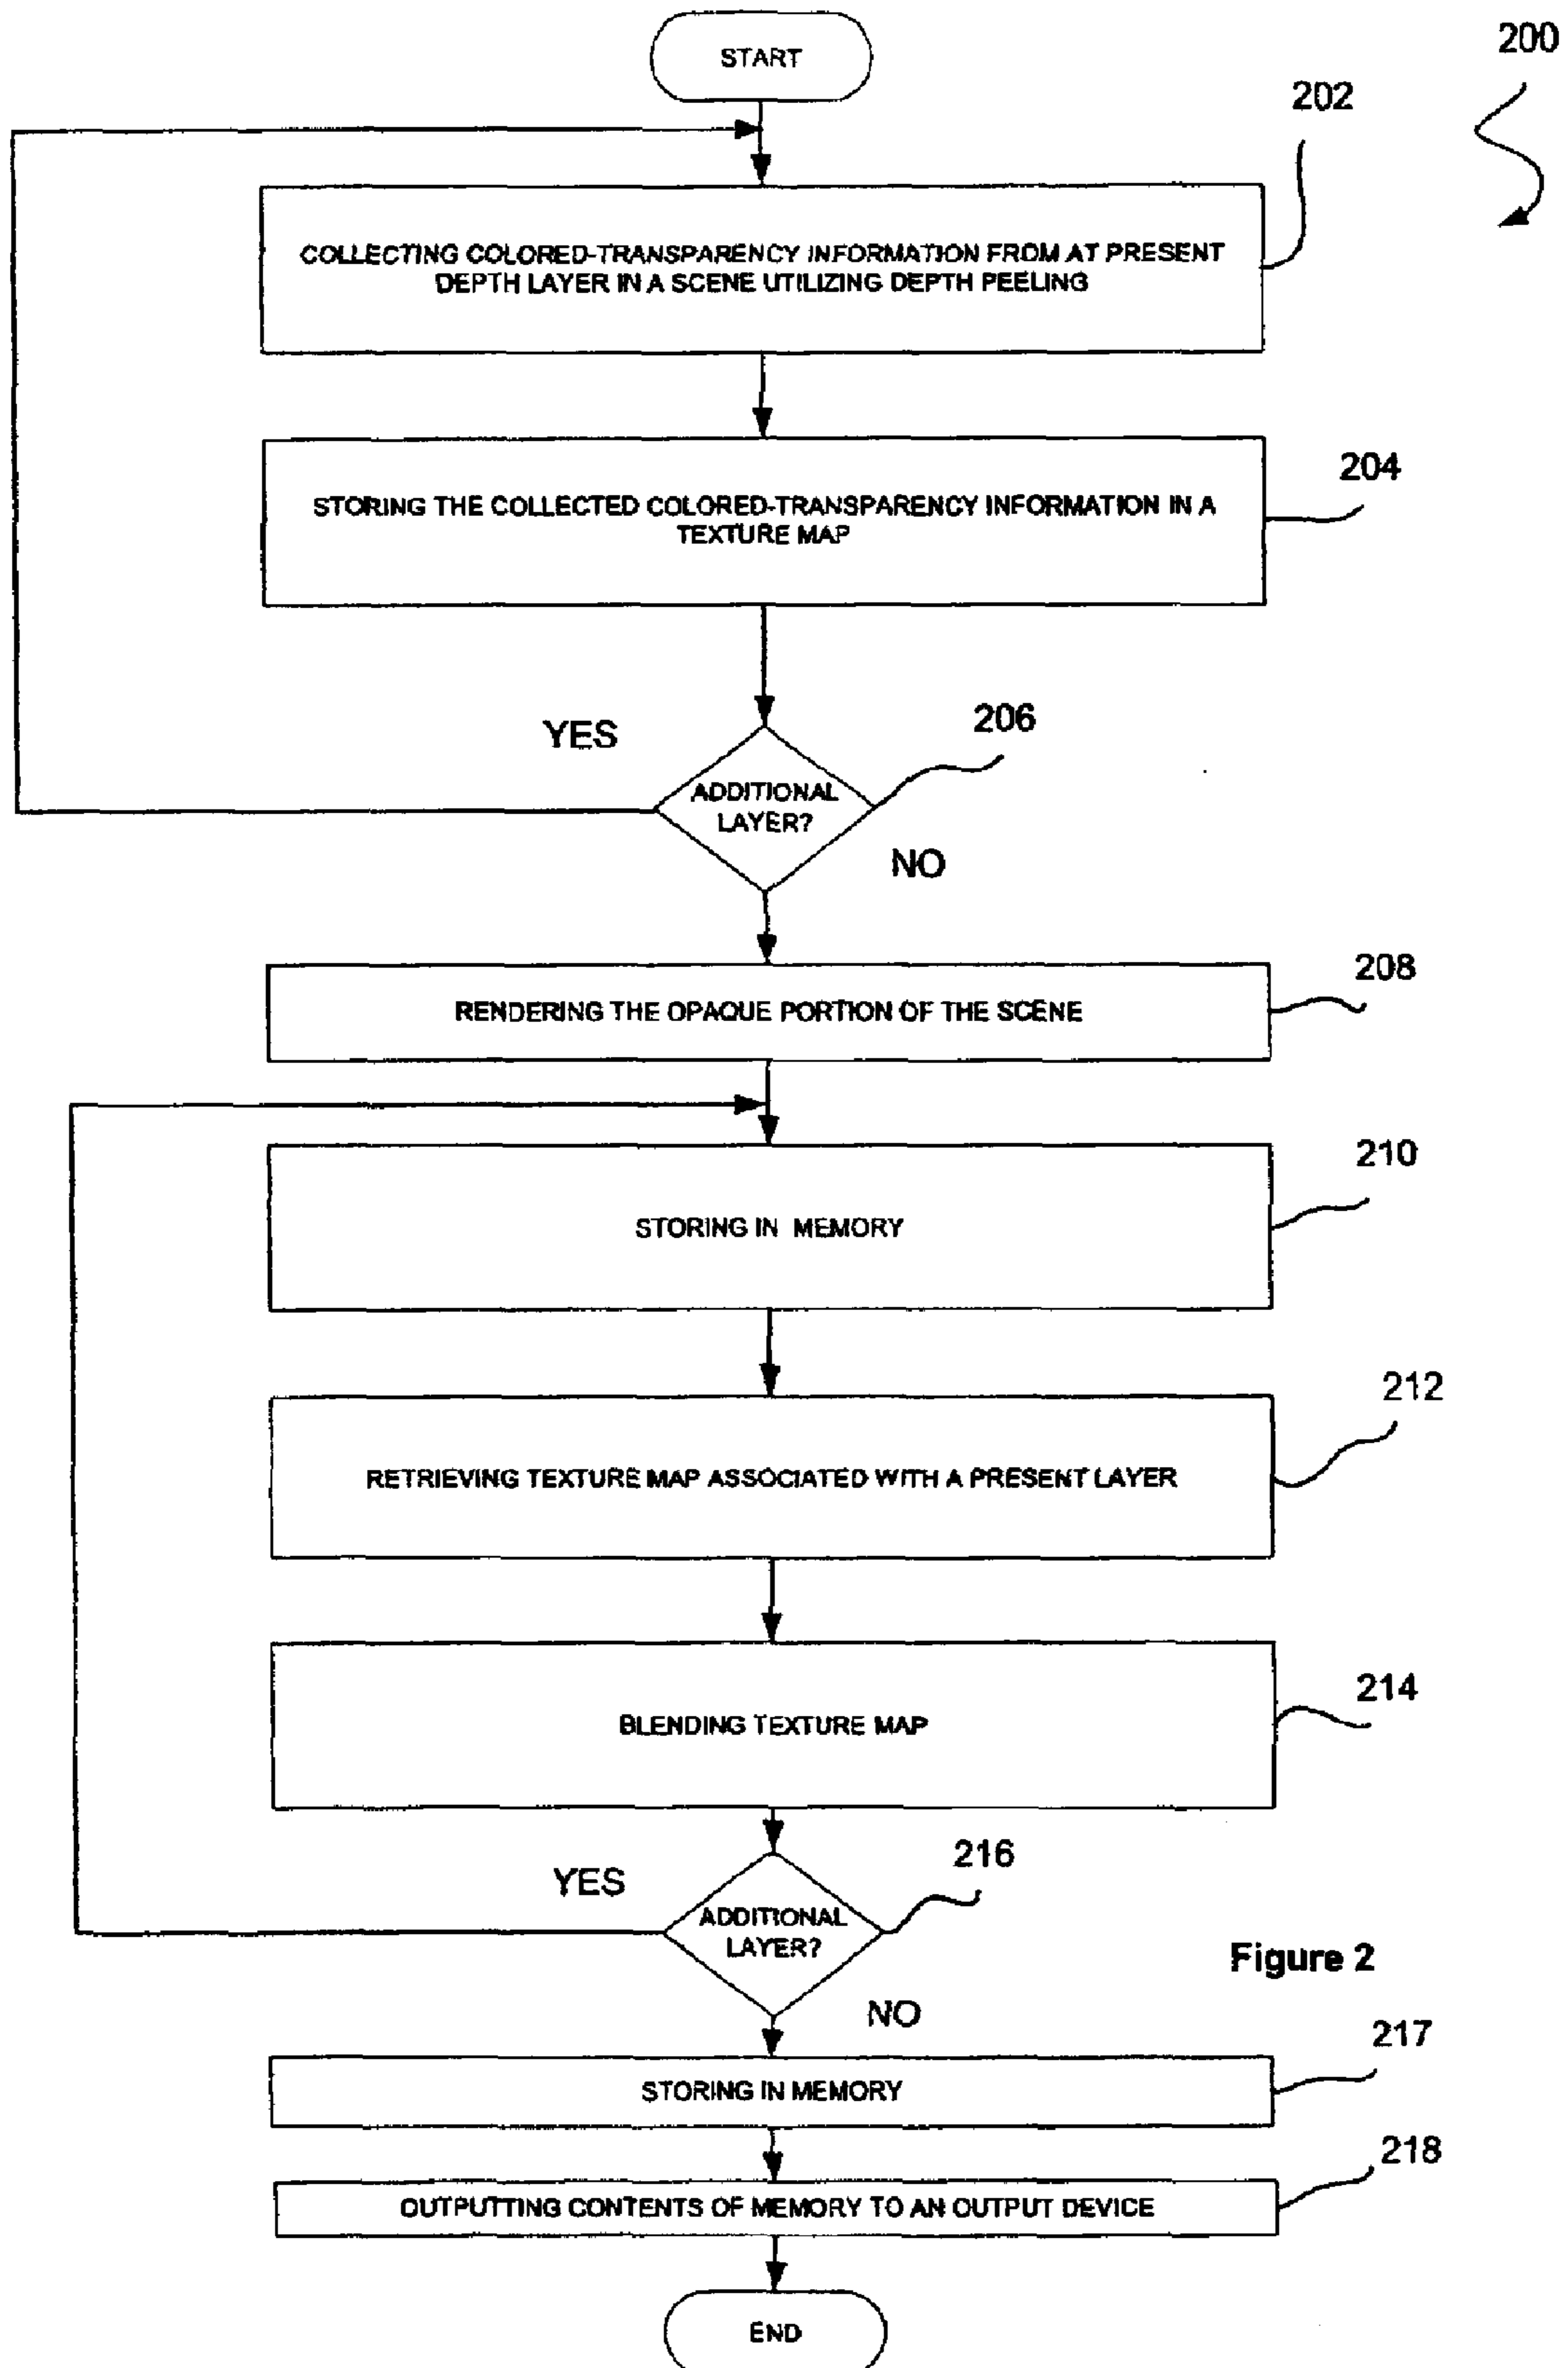 START
200
202
COLLECTING COLORED-TRANSPARENCY INFORMATION FROM AT PRESENT
DEPTH LAYER IN A SCENE UTILIZING DEPTH PEELING
204
STORING THE COLLECTED COLORED-TRANSPARENCY INFORMATION IN A
TEXTURE MAP
206
YES
ADDITIONAL
LAYER?
NO
208
RENDERING THE OPAQUE PORTION OF THE SCENE
210
STORING IN MEMORY
212
RETRIEVING TEXTURE MAP ASSOCIATED WITH A PRESENT LAYER
214
BLENDING TEXTURE MAP
216
YES
ADDITIONAL
LAYER?
Figure 2
NO
217
STORING IN MEMORY
218
OUTPUTTING CONTENTS OF MEMORY TO AN OUTPUT DEVICE
END